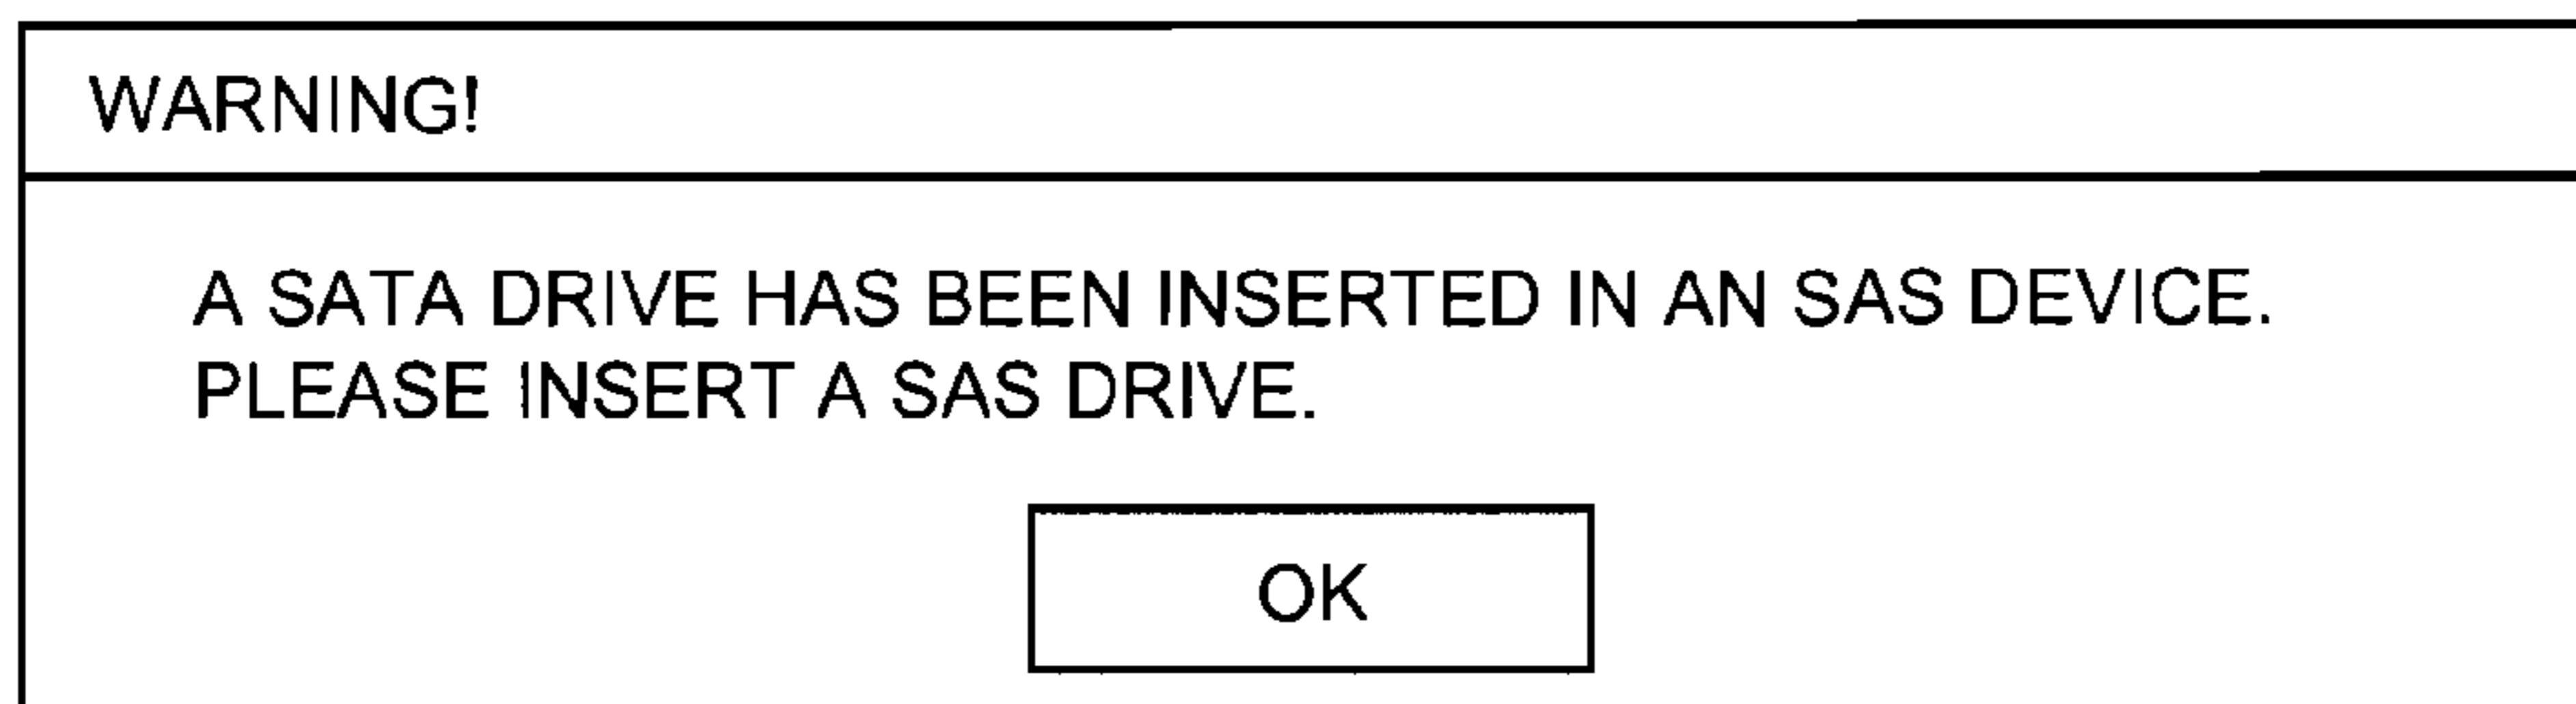 WARNING!
A SATA DRIVE HAS BEEN INSERTED IN AN SAS DEVICE.
PLEASE INSERT A SAS DRIVE.
OK